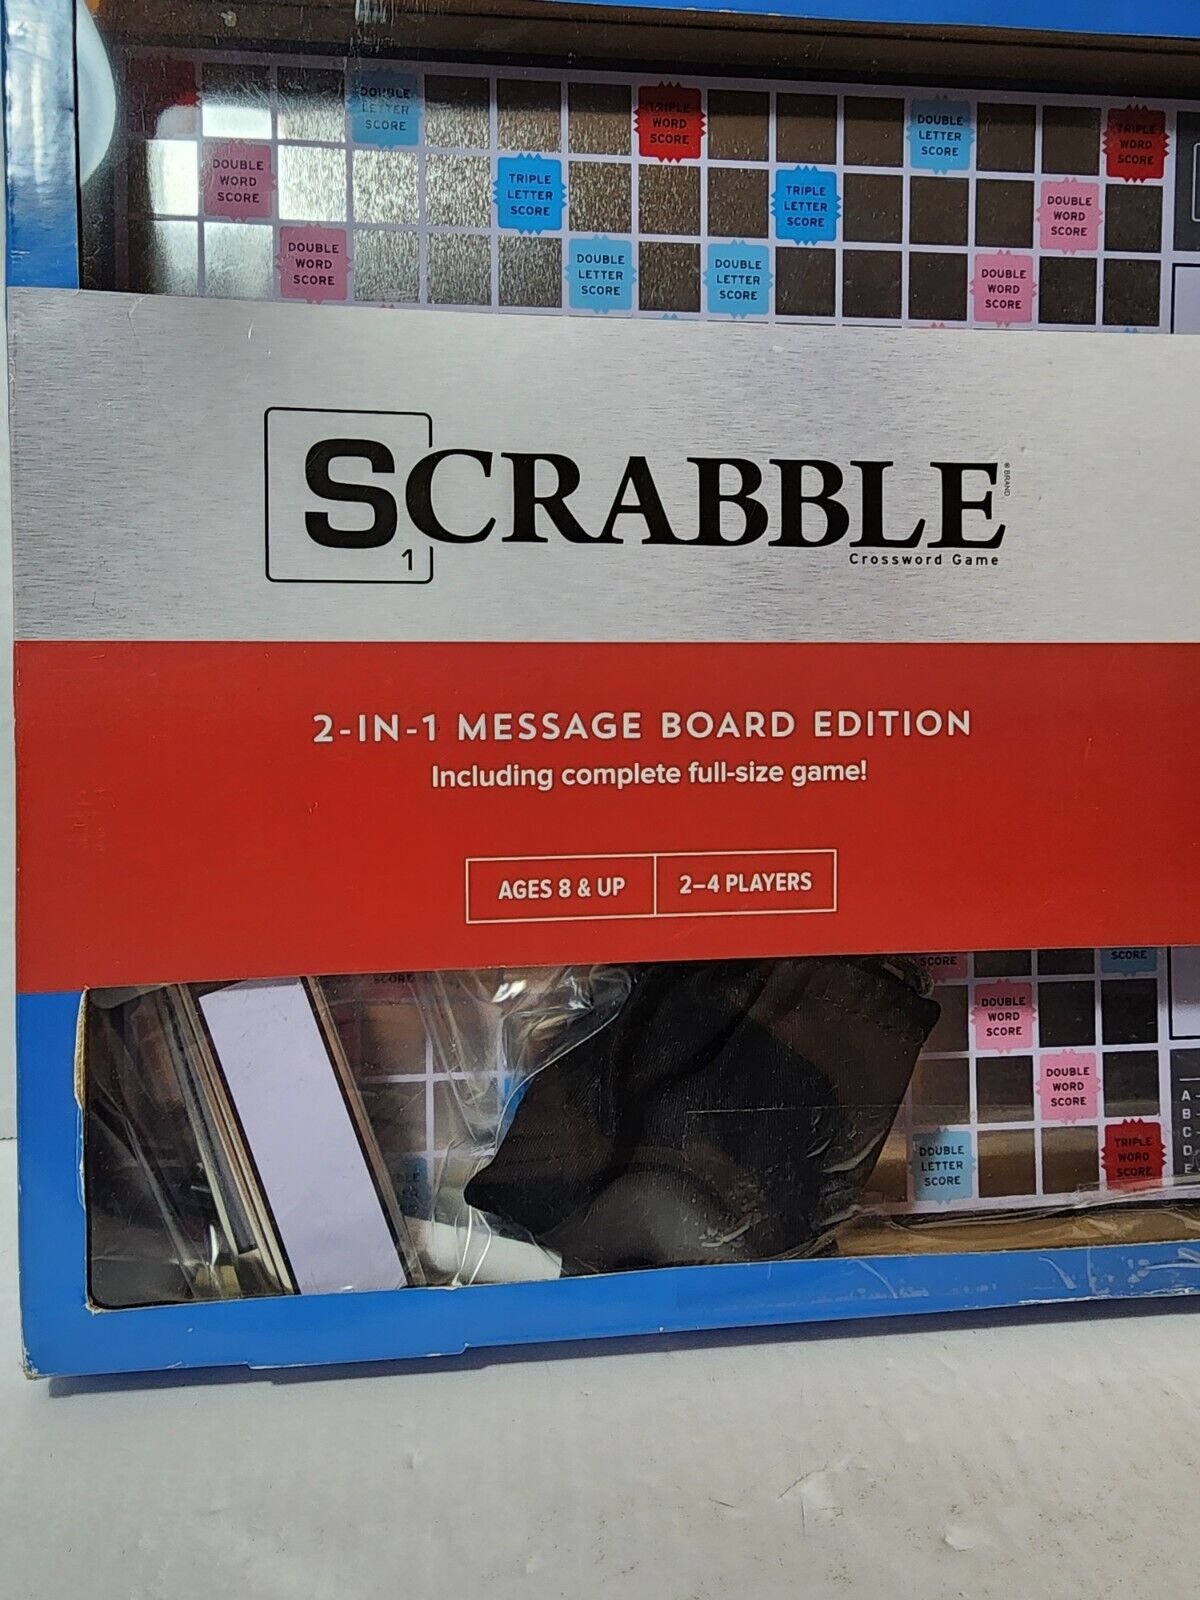 DOUBLE
LETTER
SCORE
TRIPLE
WORD
SCORE
DOUBLE
LETTER
SCORE
TRIPLE
WORD
SCORE
DOUBLE
WORD
SCORE
TRIPLE
LETTER
SCORE
TRIPLE
LETTER
SCORE
DOUBLE
WORD
SCORE
DOUBLE
WORD
SCORE
DOUBLE
LETTER
SCORE
DOUBLE
LETTER
SCORE
DOUBLE
WORD
SCORE
SCRABBLE
1
® BRAND
Crossword Game
2-IN-1 MESSAGE BOARD EDITION
Including complete full-size game!
AGES 8 & UP
2–4 PLAYERS
SCORE
SCORE
SCORE
DOUBLE
WORD
SCORE
DOUBLE
WORD
SCORE
DOUBLE
LETTER
SCORE
TRIPLE
WORD
SCORE
A-
B-
C-
D-
E-